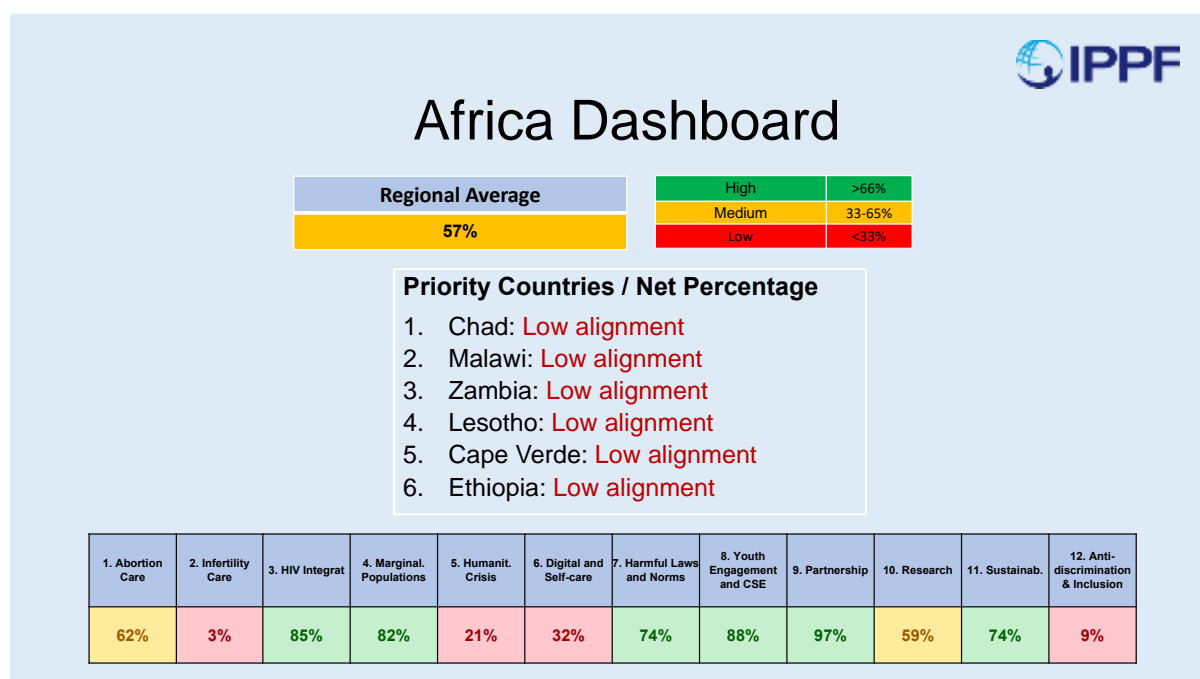 IPPF
Africa Dashboard
Regional Average
57%
High >66%
Medium 33-65%
Low <33%
Priority Countries / Net Percentage
1. Chad: Low alignment
2. Malawi: Low alignment
3. Zambia: Low alignment
4. Lesotho: Low alignment
5. Cape Verde: Low alignment
6. Ethiopia: Low alignment
1. Abortion
Care
2. Infertility
Care
3. HIV Integrat
4. Marginal.
Populations
5. Humanit.
Crisis
6. Digital and
Self-care
7. Harmful Laws
and Norms
8. Youth
Engagement
and CSE
9. Partnership
10. Research
11. Sustainab.
12. Anti-
discrimination
& Inclusion
62% 3% 85% 82% 21% 32% 74% 88% 97% 59% 74% 9%